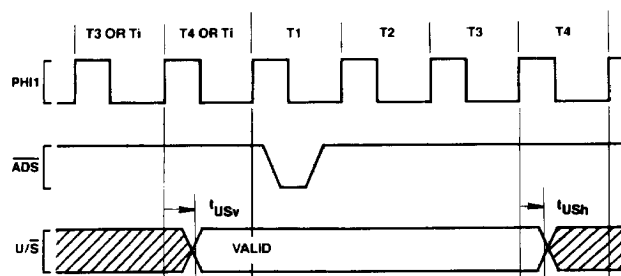 T3 OR Ti T4 OR Ti T1 T2 T3 T4
PHI1
ADS
tUSv tUSh
U/S VALID